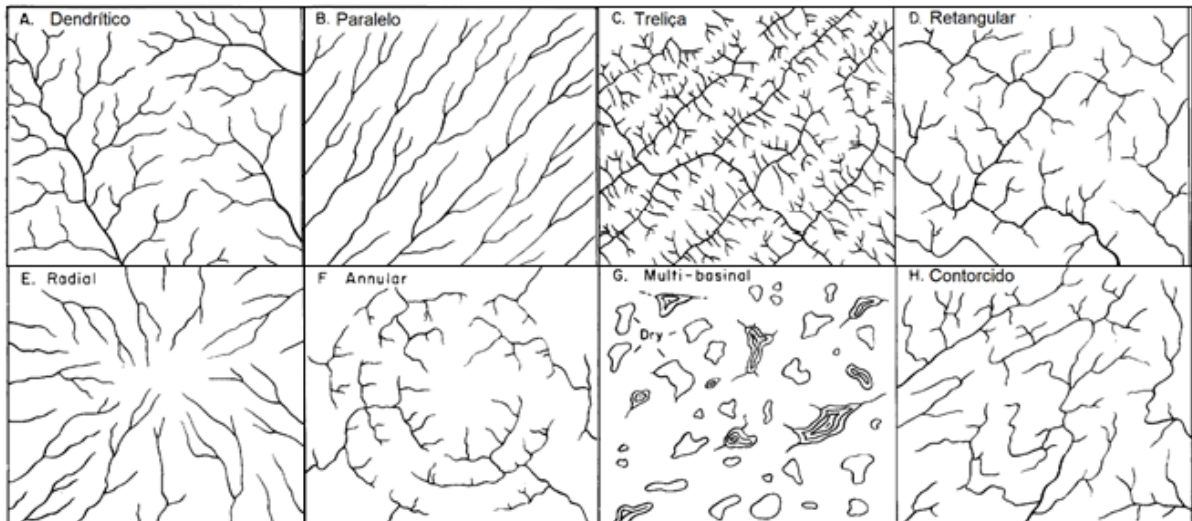 A. Dendrítico
B. Paralelo
C. Treliça
D. Retangular
E. Radial
F Annular
G. Multi-basinal
Dry
H. Contorcido